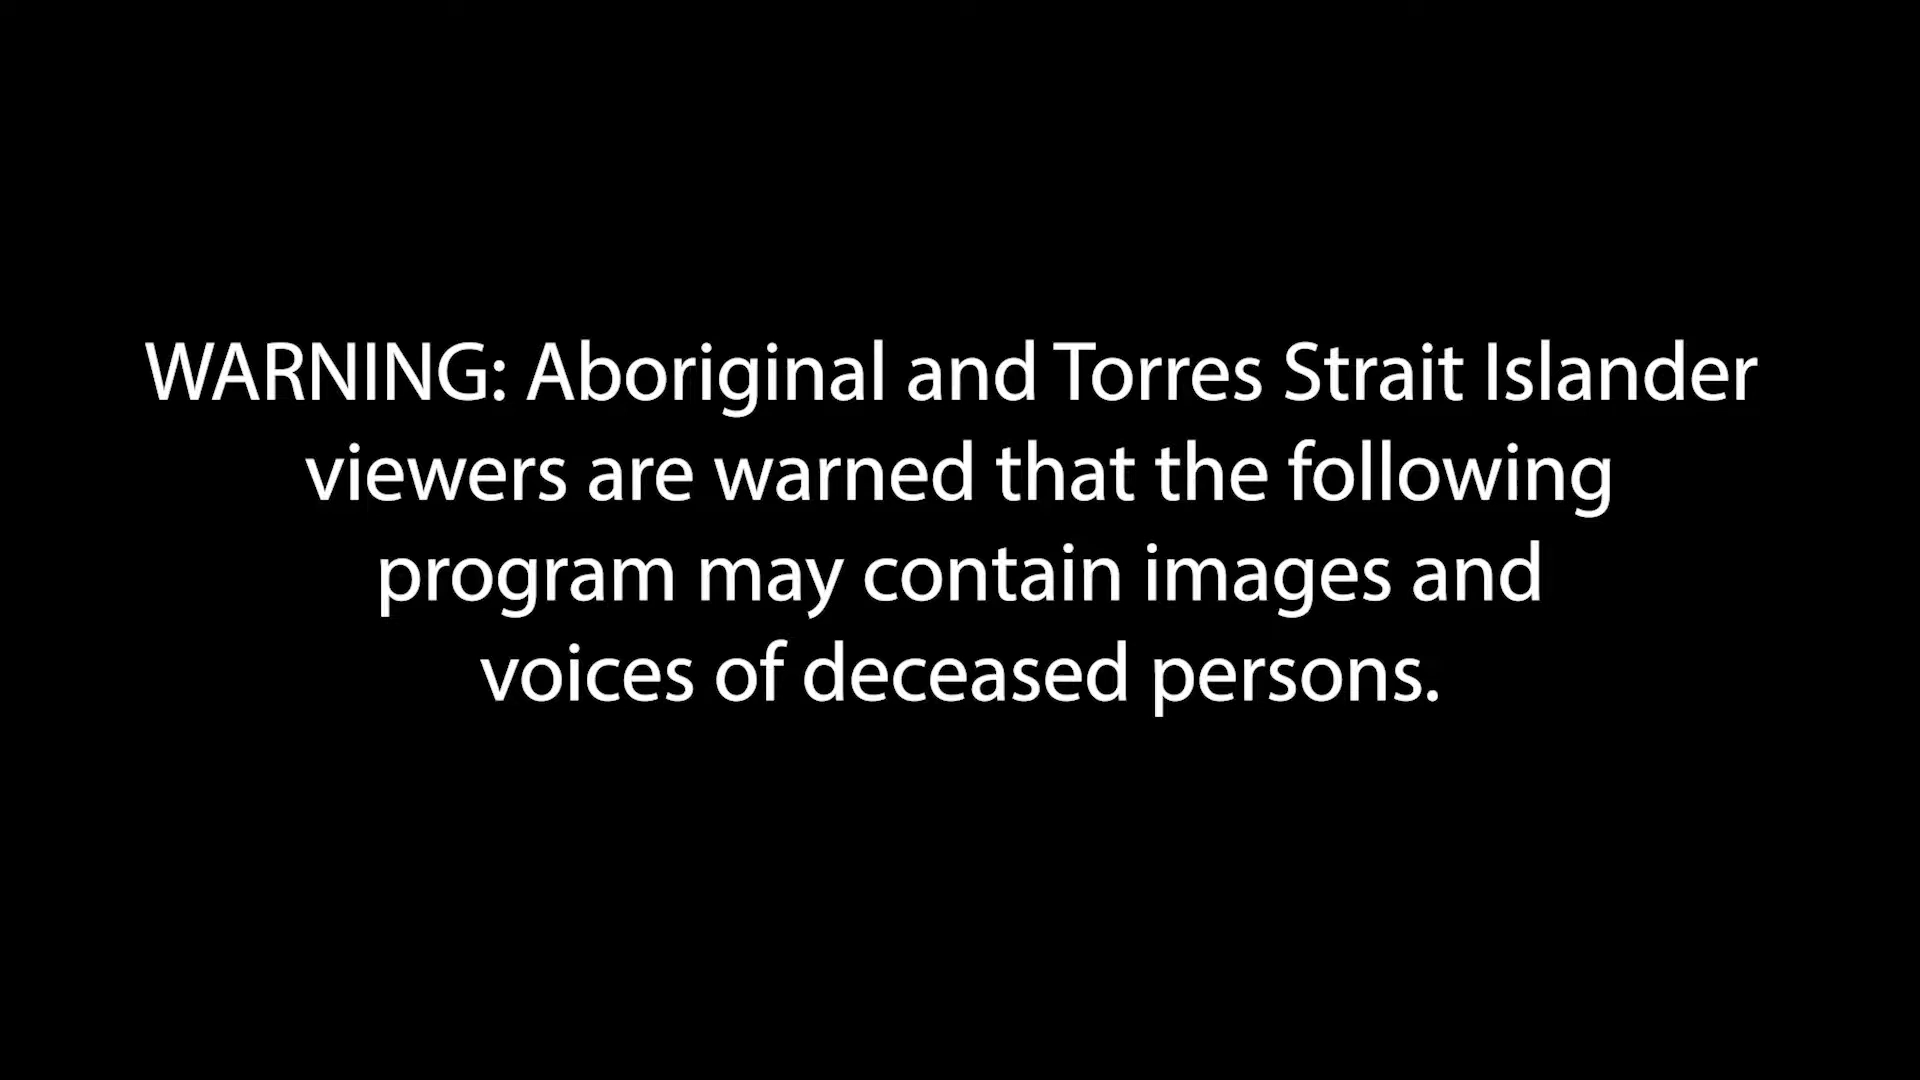 WARNING: Aboriginal and Torres Strait Islander
viewers are warned that the following
program may contain images and
voices of deceased persons.